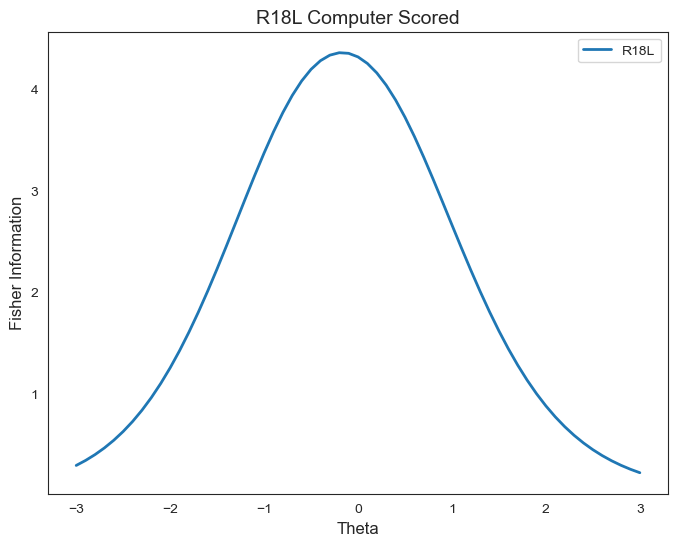 R18L Computer Scored
R18L
Fisher Information
4
3
2
1
−3
−2
−1
0
1
2
3
Theta